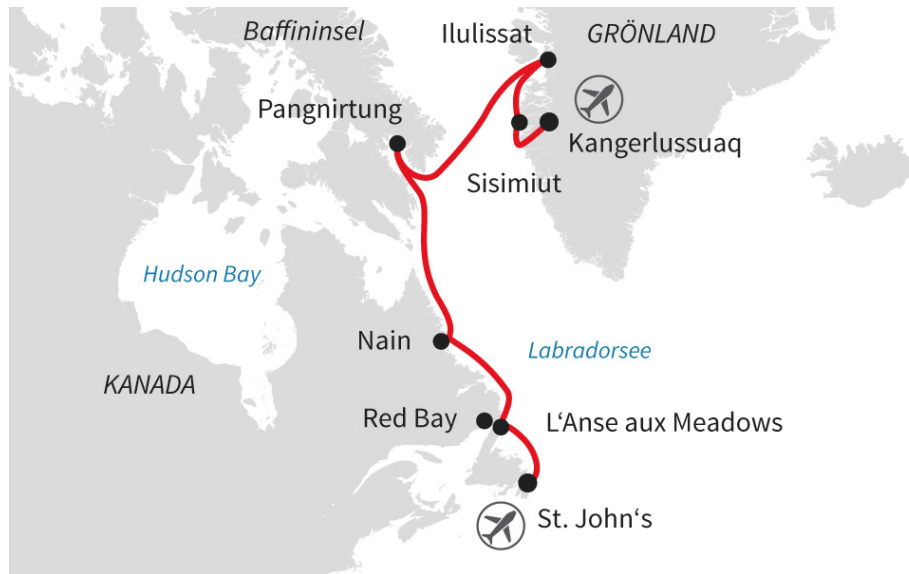 Baffininsel
Ilulissat
GRÖNLAND
Pangnirtung
Kangerlussuaq
Sisimiut
Hudson Bay
Nain
Labradorsee
KANADA
Red Bay
L‘Anse aux Meadows
St. John‘s